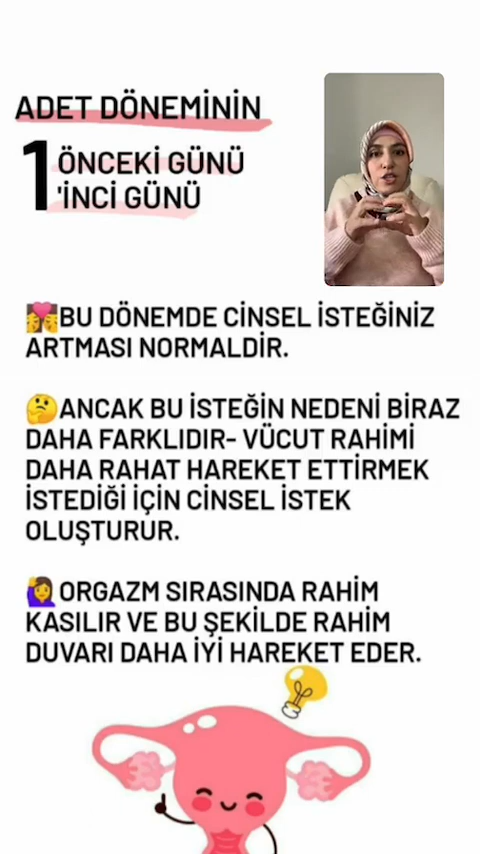 ADET DÖNEMİNİN
1 ÖNCEKİ GÜNÜ
'İNCİ GÜNÜ
BU DÖNEMDE CİNSEL İSTEĞİNİZ
ARTMASI NORMALDİR.
ANCAK BU İSTEĞİN NEDENİ BİRAZ
DAHA FARKLIDIR- VÜCUT RAHİMİ
DAHA RAHAT HAREKET ETTİRMEK
İSTEDİĞİ İÇİN CİNSEL İSTEK
OLUŞTURUR.
ORGAZM SIRASINDA RAHİM
KASILIR VE BU ŞEKİLDE RAHİM
DUVARI DAHA İYİ HAREKET EDER.